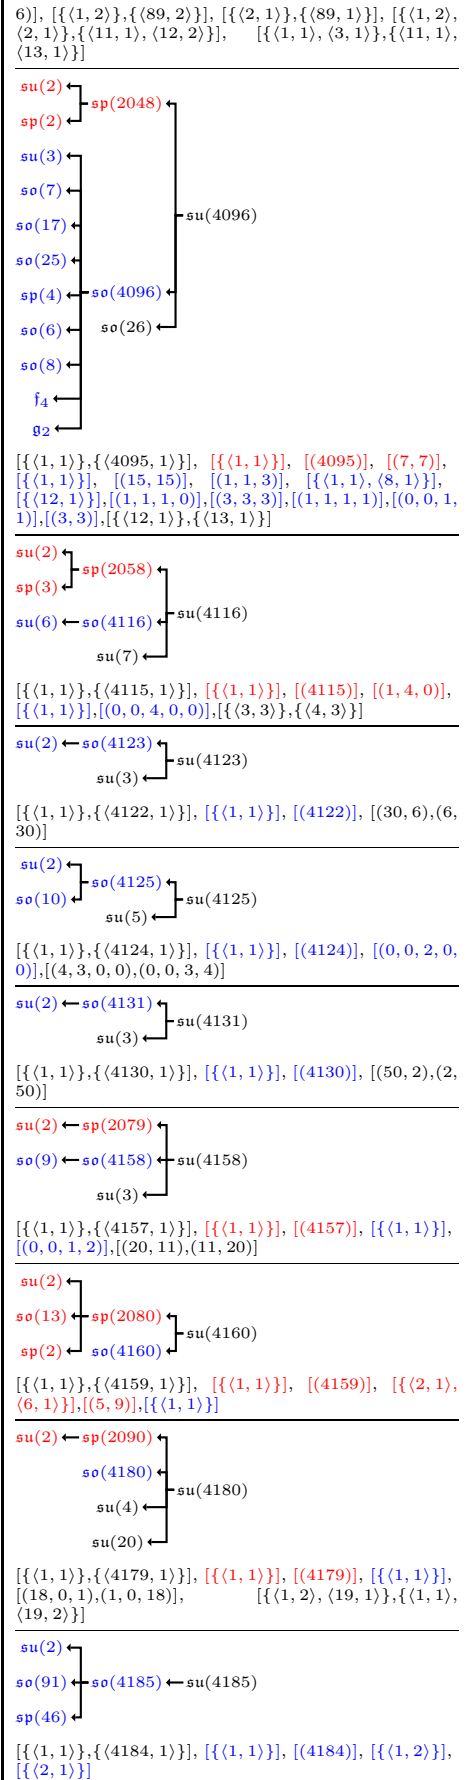 6)], [{⟨1, 2⟩},{⟨89, 2⟩}], [{⟨2, 1⟩},{⟨89, 1⟩}], [{⟨1, 2⟩,
⟨2, 1⟩},{⟨11, 1⟩, ⟨12, 2⟩}], [{⟨1, 1⟩, ⟨3, 1⟩},{⟨11, 1⟩,
⟨13, 1⟩}]
𝔰𝔲(2)
𝔰𝔭(2048)
𝔰𝔭(2)
𝔰𝔲(3)
𝔰𝔬(7)
𝔰𝔲(4096)
𝔰𝔬(17)
𝔰𝔬(25)
𝔰𝔭(4)
𝔰𝔬(4096)
𝔰𝔬(6)
𝔰𝔬(26)
𝔰𝔬(8)
𝔣₄
𝔤₂
[{⟨1, 1⟩},{⟨4095, 1⟩}], [{⟨1, 1⟩}], [(4095)], [(7, 7)],
[{⟨1, 1⟩}], [(15, 15)], [(1, 1, 3)], [{⟨1, 1⟩, ⟨8, 1⟩}],
[{⟨12, 1⟩}],[(1, 1, 1, 0)],[(3, 3, 3)],[(1, 1, 1, 1)],[(0, 0, 1,
1)],[(3, 3)],[{⟨12, 1⟩},{⟨13, 1⟩}]
𝔰𝔲(2)
𝔰𝔭(2058)
𝔰𝔭(3)
𝔰𝔲(4116)
𝔰𝔲(6) 𝔰𝔬(4116)
𝔰𝔲(7)
[{⟨1, 1⟩},{⟨4115, 1⟩}], [{⟨1, 1⟩}], [(4115)], [(1, 4, 0)],
[{⟨1, 1⟩}],[(0, 0, 4, 0, 0)],[{⟨3, 3⟩},{⟨4, 3⟩}]
𝔰𝔲(2) 𝔰𝔬(4123)
𝔰𝔲(4123)
𝔰𝔲(3)
[{⟨1, 1⟩},{⟨4122, 1⟩}], [{⟨1, 1⟩}], [(4122)], [(30, 6),(6,
30)]
𝔰𝔲(2)
𝔰𝔬(4125)
𝔰𝔬(10) 𝔰𝔲(4125)
𝔰𝔲(5)
[{⟨1, 1⟩},{⟨4124, 1⟩}], [{⟨1, 1⟩}], [(4124)], [(0, 0, 2, 0,
0)],[(4, 3, 0, 0),(0, 0, 3, 4)]
𝔰𝔲(2) 𝔰𝔬(4131)
𝔰𝔲(4131)
𝔰𝔲(3)
[{⟨1, 1⟩},{⟨4130, 1⟩}], [{⟨1, 1⟩}], [(4130)], [(50, 2),(2,
50)]
𝔰𝔲(2) 𝔰𝔭(2079)
𝔰𝔬(9) 𝔰𝔬(4158) 𝔰𝔲(4158)
𝔰𝔲(3)
[{⟨1, 1⟩},{⟨4157, 1⟩}], [{⟨1, 1⟩}], [(4157)], [{⟨1, 1⟩}],
[(0, 0, 1, 2)],[(20, 11),(11, 20)]
𝔰𝔲(2)
𝔰𝔬(13) 𝔰𝔭(2080)
𝔰𝔲(4160)
𝔰𝔭(2) 𝔰𝔬(4160)
[{⟨1, 1⟩},{⟨4159, 1⟩}], [{⟨1, 1⟩}], [(4159)], [{⟨2, 1⟩,
⟨6, 1⟩}],[(5, 9)],[{⟨1, 1⟩}]
𝔰𝔲(2) 𝔰𝔭(2090)
𝔰𝔬(4180)
𝔰𝔲(4180)
𝔰𝔲(4)
𝔰𝔲(20)
[{⟨1, 1⟩},{⟨4179, 1⟩}], [{⟨1, 1⟩}], [(4179)], [{⟨1, 1⟩}],
[(18, 0, 1),(1, 0, 18)], [{⟨1, 2⟩, ⟨19, 1⟩},{⟨1, 1⟩,
⟨19, 2⟩}]
𝔰𝔲(2)
𝔰𝔬(91) 𝔰𝔬(4185) 𝔰𝔲(4185)
𝔰𝔭(46)
[{⟨1, 1⟩},{⟨4184, 1⟩}], [{⟨1, 1⟩}], [(4184)], [{⟨1, 2⟩}],
[{⟨2, 1⟩}]